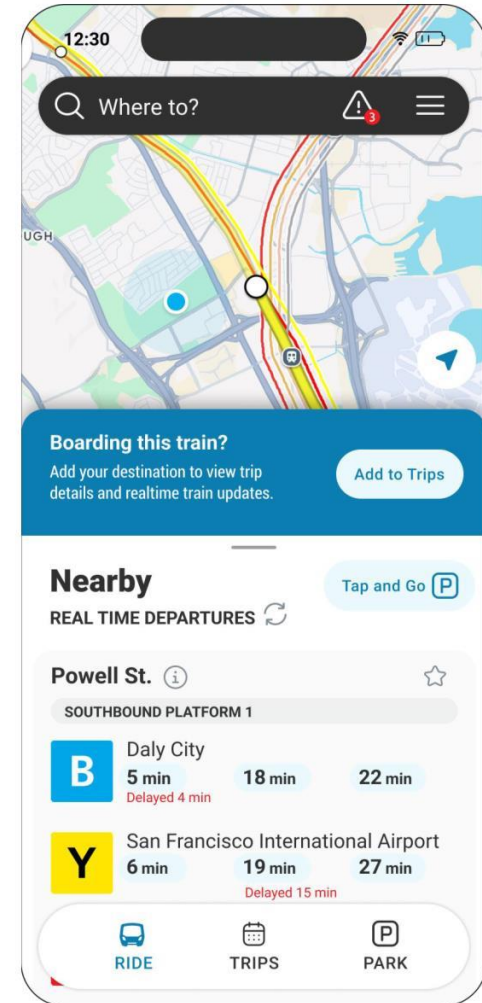 12:30
Where to?
3
UGH
Boarding this train?
Add your destination to view trip
details and realtime train updates.
Add to Trips
Nearby
Tap and Go P
REAL TIME DEPARTURES
Powell St. i
SOUTHBOUND PLATFORM 1
B
Daly City
5 min 18 min 22 min
Delayed 4 min
Y
San Francisco International Airport
6 min 19 min 27 min
Delayed 15 min
P
RIDE TRIPS PARK